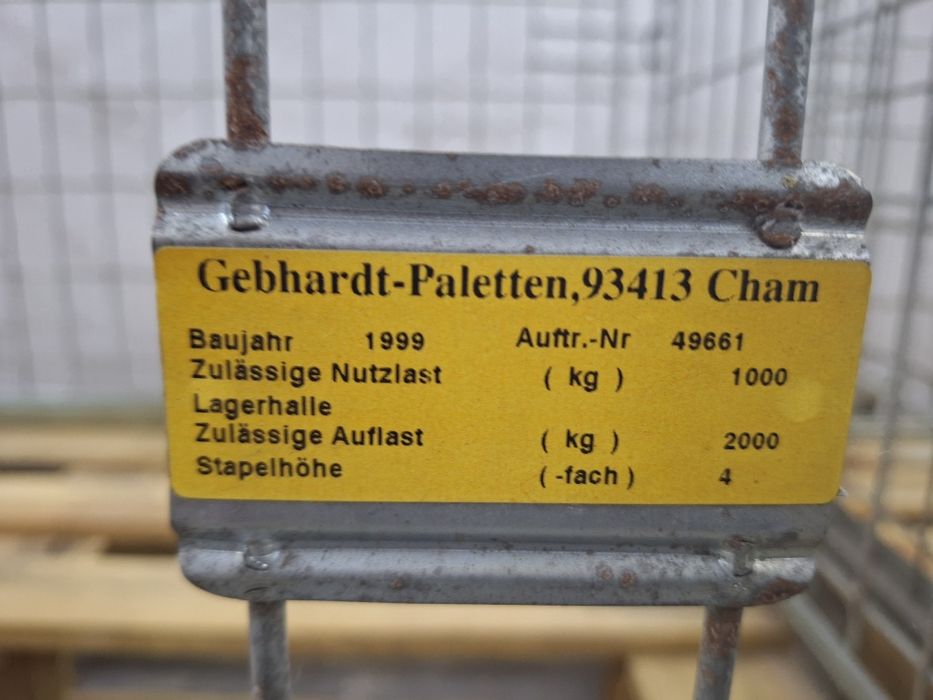 Gebhardt-Paletten,93413 Cham
Baujahr 1999 Auftr.-Nr 49661
Zulässige Nutzlast ( kg ) 1000
Lagerhalle
Zulässige Auflast ( kg ) 2000
Stapelhöhe ( -fach ) 4